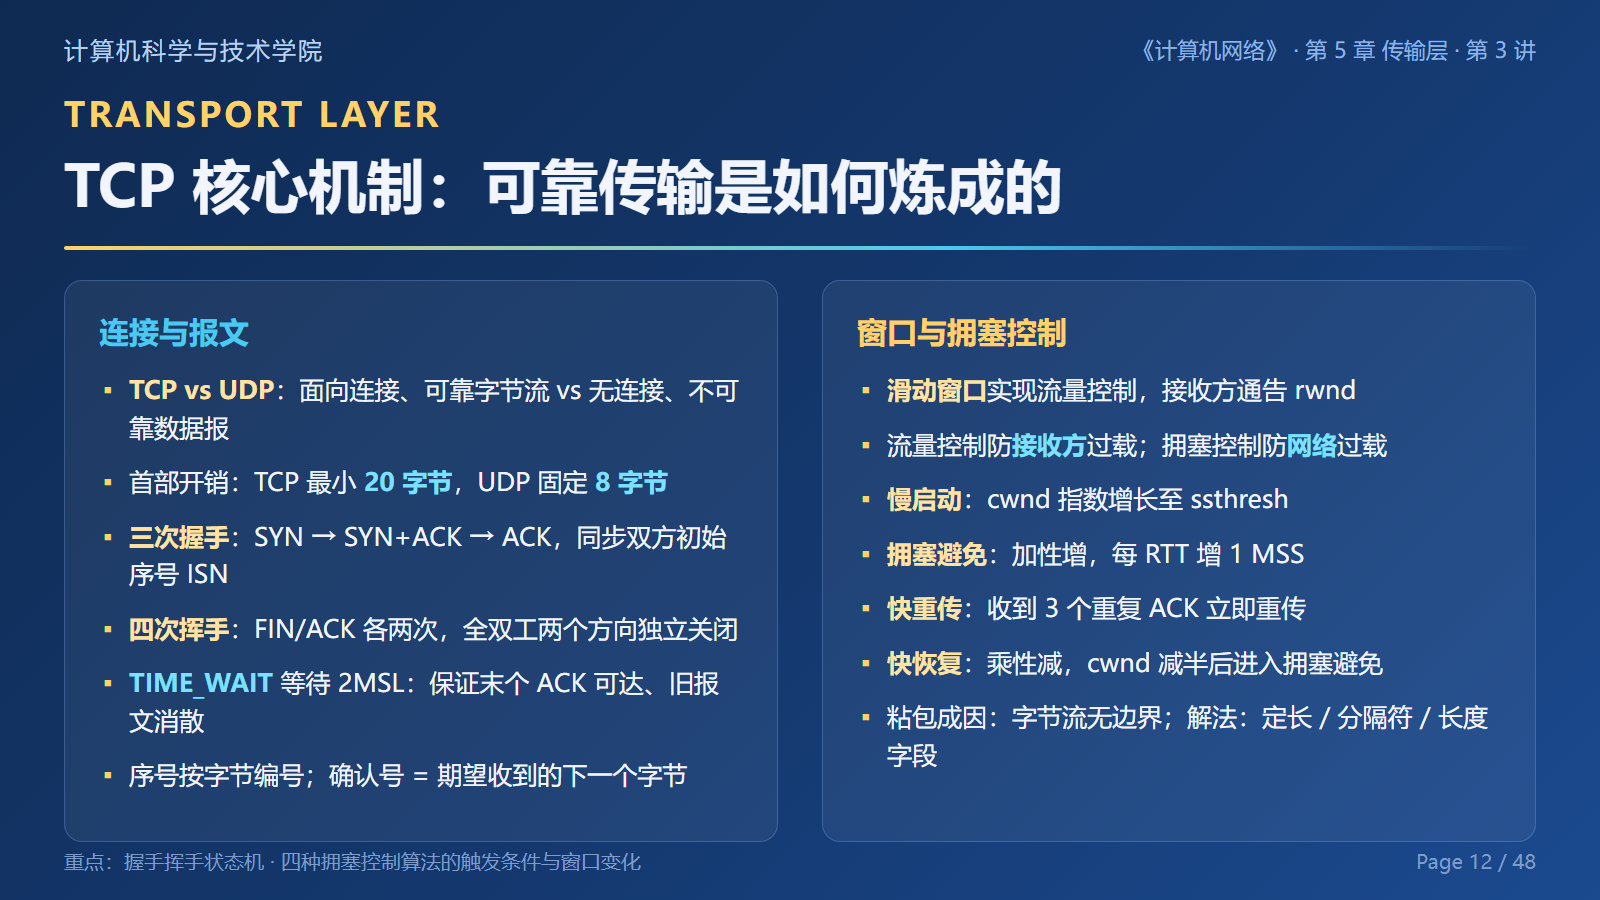 计算机科学与技术学院
《计算机网络》 · 第 5 章 传输层 · 第 3 讲
TRANSPORT LAYER
TCP 核心机制：可靠传输是如何炼成的
连接与报文
▪ TCP vs UDP：面向连接、可靠字节流 vs 无连接、不可
靠数据报
▪ 首部开销：TCP 最小 20 字节，UDP 固定 8 字节
▪ 三次握手：SYN → SYN+ACK → ACK，同步双方初始
序号 ISN
▪ 四次挥手：FIN/ACK 各两次，全双工两个方向独立关闭
▪ TIME_WAIT 等待 2MSL：保证末个 ACK 可达、旧报
文消散
▪ 序号按字节编号；确认号 = 期望收到的下一个字节
窗口与拥塞控制
▪ 滑动窗口实现流量控制，接收方通告 rwnd
▪ 流量控制防接收方过载；拥塞控制防网络过载
▪ 慢启动：cwnd 指数增长至 ssthresh
▪ 拥塞避免：加性增，每 RTT 增 1 MSS
▪ 快重传：收到 3 个重复 ACK 立即重传
▪ 快恢复：乘性减，cwnd 减半后进入拥塞避免
▪ 粘包成因：字节流无边界；解法：定长 / 分隔符 / 长度
字段
重点：握手挥手状态机 · 四种拥塞控制算法的触发条件与窗口变化
Page 12 / 48